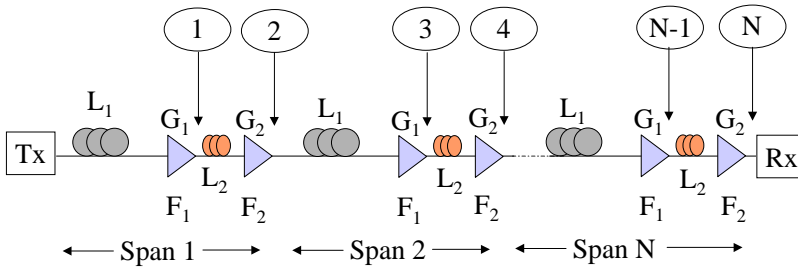 1 2 3 4 N-1 N
L₁ G₁ G₂ L₁ G₁ G₂ L₁ G₁ G₂
Tx Rx
L₂ L₂ L₂
F₁ F₂ F₁ F₂ F₁ F₂
Span 1 Span 2 Span N